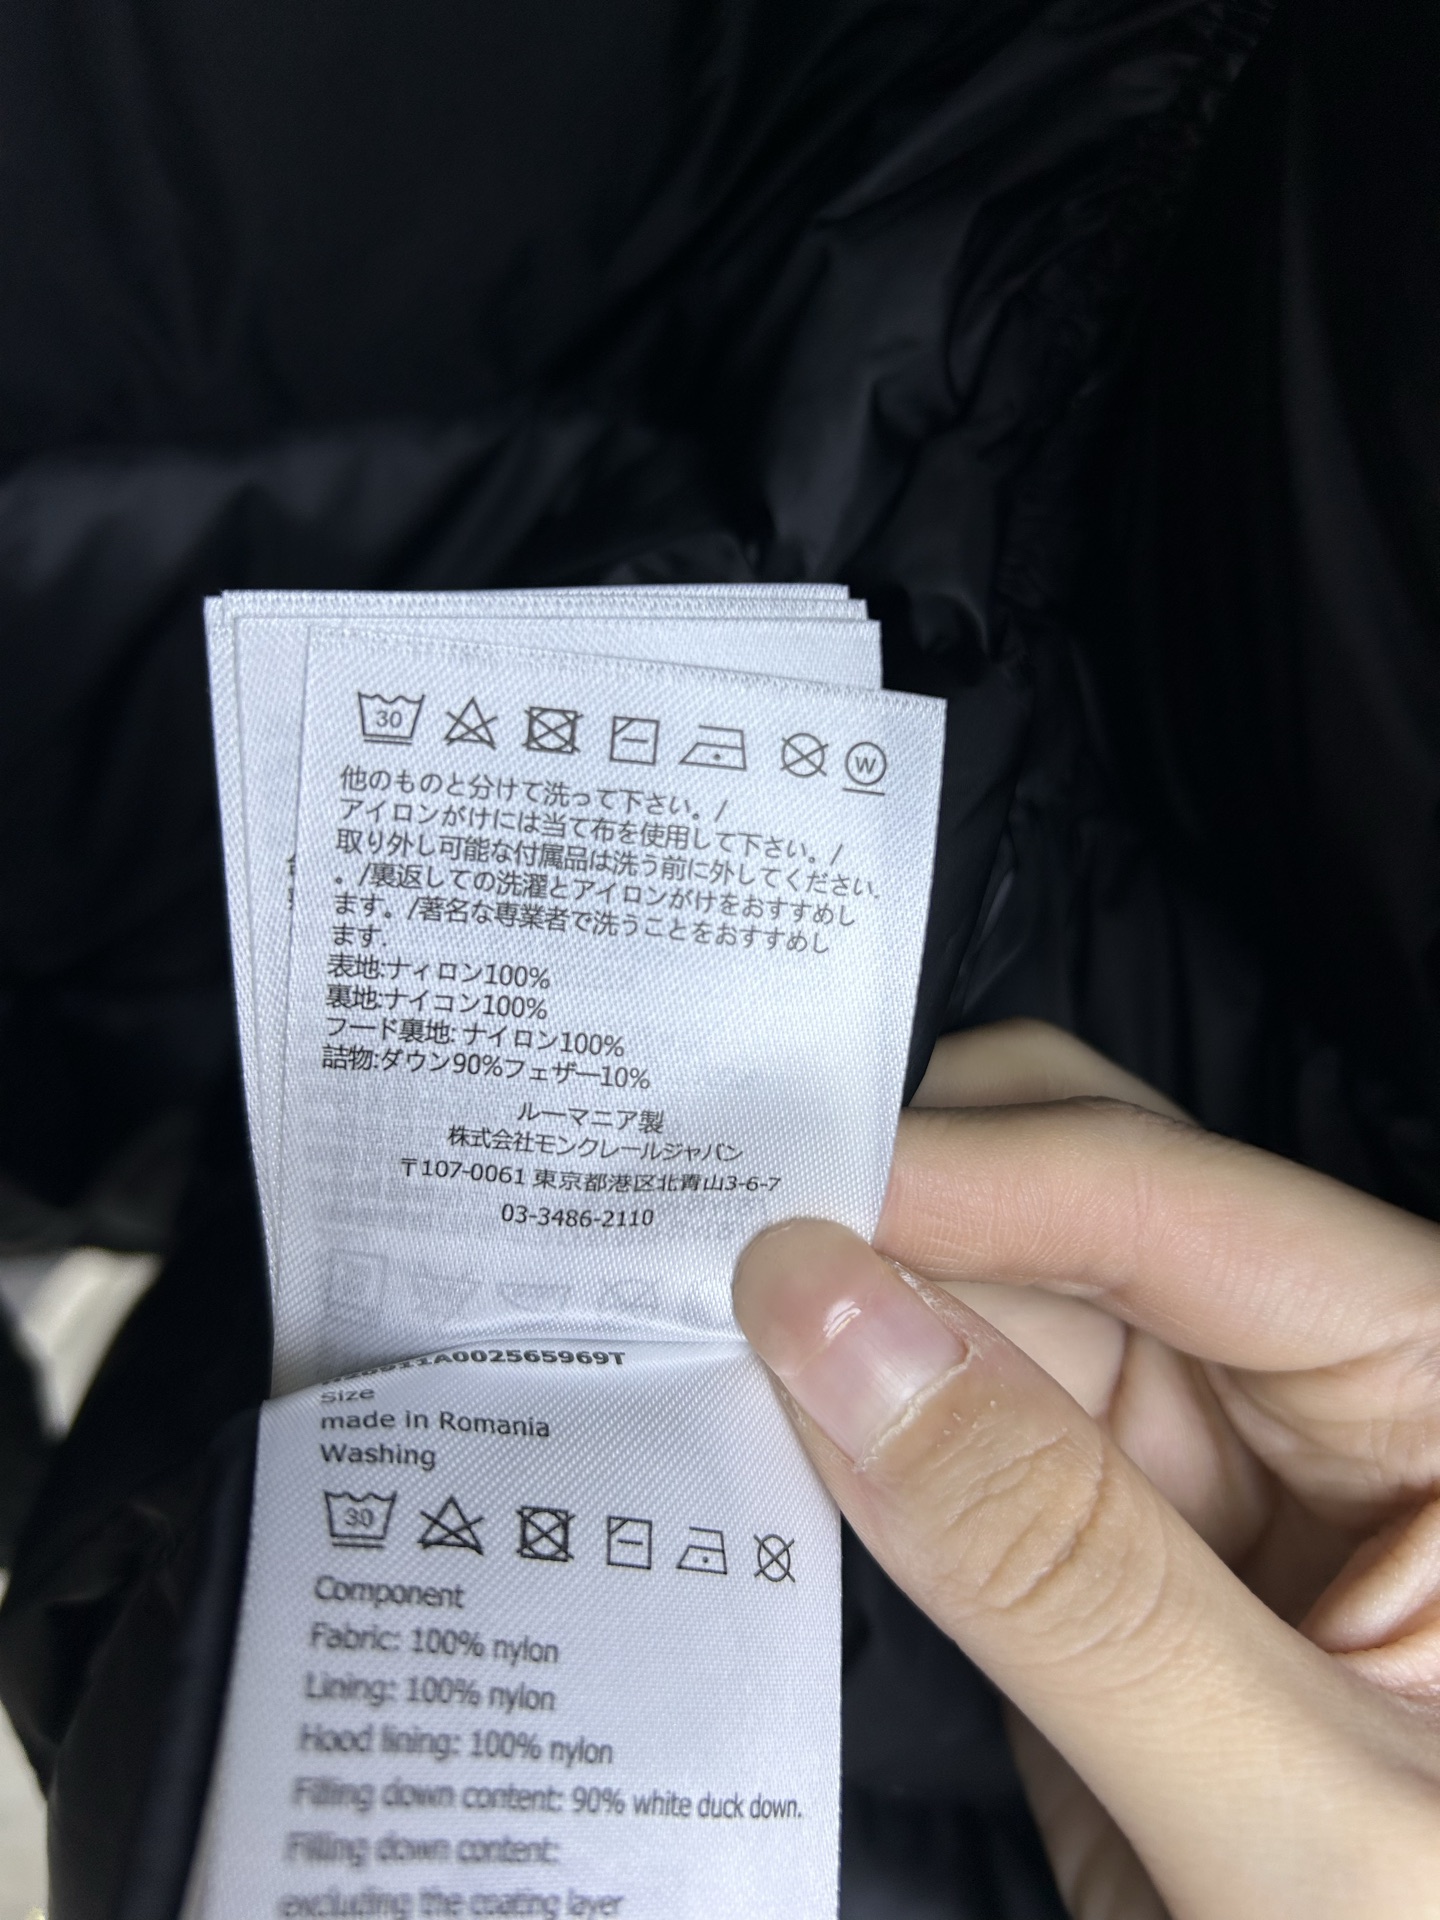 30
W
他のものと分けて洗って下さい。/
アイロンがけには当て布を使用して下さい。/
取り外し可能な付属品は洗う前に外してください.
。/裏返しての洗濯とアイロンがけをおすすめし
ます。/著名な専業者で洗うことをおすすめし
ます.
表地:ナィロン100%
裏地:ナイコン100%
フード裏地: ナイロン100%
詰物:ダウン90%フェザー10%
ルーマニア製
株式会社モンクレールジャパン
〒107-0061 東京都港区北青山3-6-7
03-3486-2110
11A002565969T
Size
made in Romania
Washing
30
Component
Fabric: 100% nylon
Lining: 100% nylon
Hood lining: 100% nylon
Filling down content: 90% white duck down.
Filling down content:
excluding the coating layer